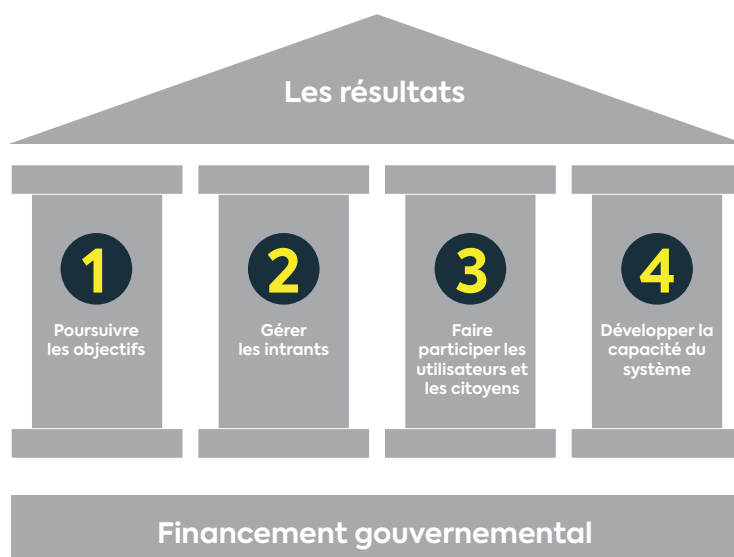 Les résultats
1
Poursuivre
les objectifs
2
Gérer
les intrants
3
Faire
participer les
utilisateurs et
les citoyens
4
Développer la
capacité du
système
Financement gouvernemental